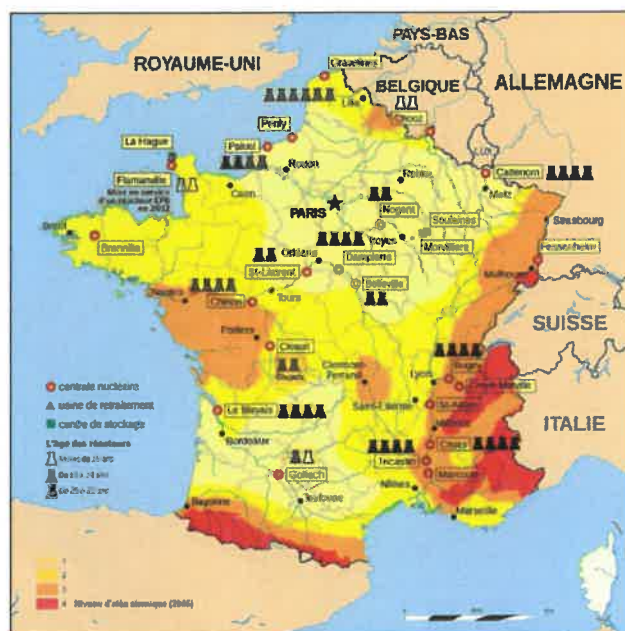 PAYS-BAS
ROYAUME-UNI
ALLEMAGNE
Gravelines
BELGIQUE
Lille
Chooz
Penly
La Hague
Paluel
LUX.
Rouen
Cattenom
Flamanville
Reims
Metz
Mise en service
d'un réacteur EPR
en 2012
Caen
PARIS
Nogent
Strasbourg
Brest
Soulaines
Brennilis
Troyes
Morvilliers
Orléans
Dampierre
Fessenheim
St-Laurent
Mulhouse
Belleville
Tours
Chinon
SUISSE
Poitiers
Civaux
Bugey
Clermont-
Ferrand
Lyon
Creys-Malville
centrale nucléaire
usine de retraitement
Saint-Etienne
St-Alban
ITALIE
centre de stockage
Le Blayais
L'âge des réacteurs
Bordeaux
Cruas
Tricastin
Golfech
Marcoule
Nîmes
Bayonne
Toulouse
Marseille
1
2
3
4 Niveau d'aléa sismique (2005)